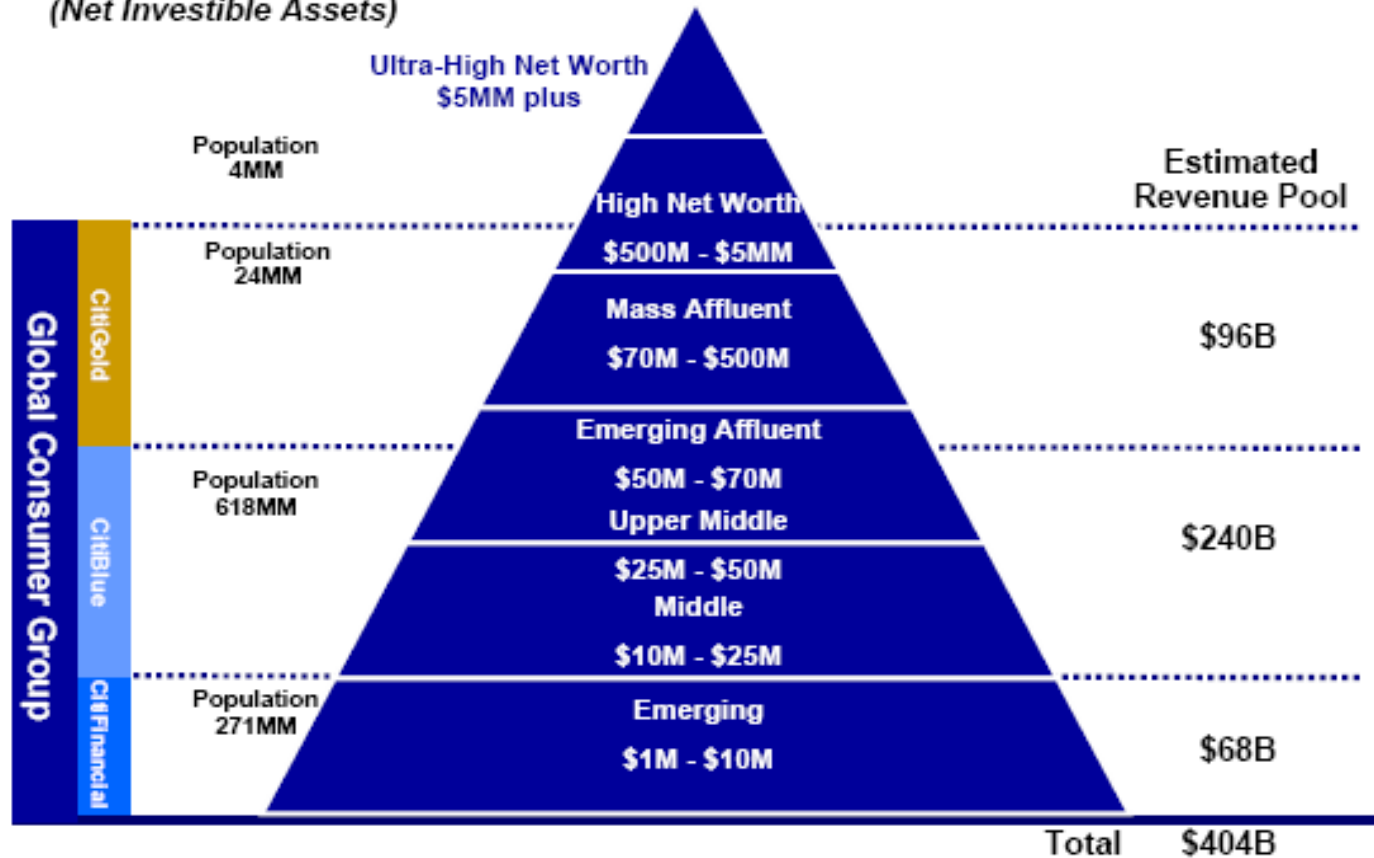 (Net Investible Assets)
Ultra-High Net Worth
$5MM plus
Population
4MM
Estimated
Revenue Pool
High Net Worth
$500M - $5MM
Population
24MM
Mass Affluent
$70M - $500M
$96B
Emerging Affluent
$50M - $70M
Upper Middle
Population
618MM
$240B
$25M - $50M
Middle
$10M - $25M
Population
271MM
Emerging
$1M - $10M
$68B
Global Consumer Group
CitiGold
CitiBlue
CitiFinancial
Total $404B